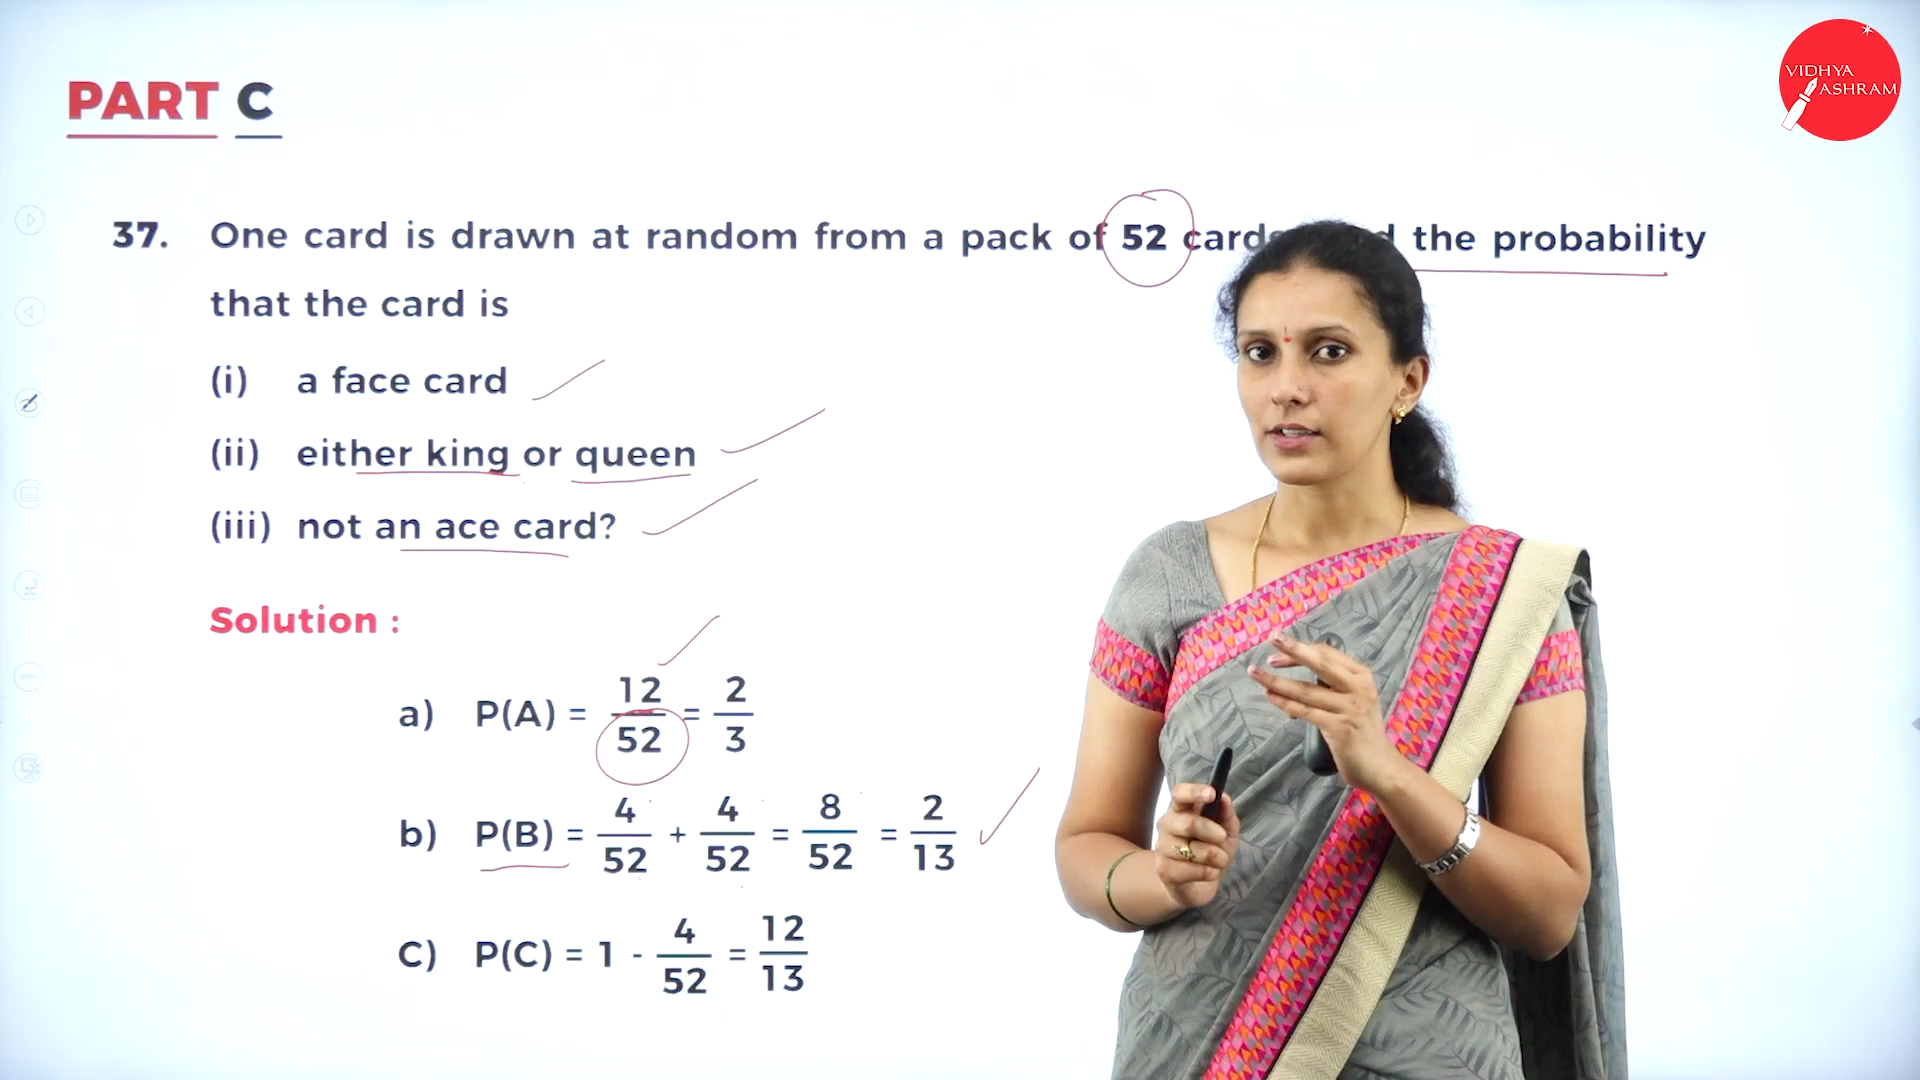 VIDHYA
ASHRAM
PART C
37. One card is drawn at random from a pack of 52 the probability
that the card is
(i) a face card
(ii) either king or queen
(iii) not an ace card?
Solution :
a) P(A) = 12/52 = 2/3
b) P(B) = 4/52 + 4/52 = 8/52 = 2/13
C) P(C) = 1 - 4/52 = 12/13